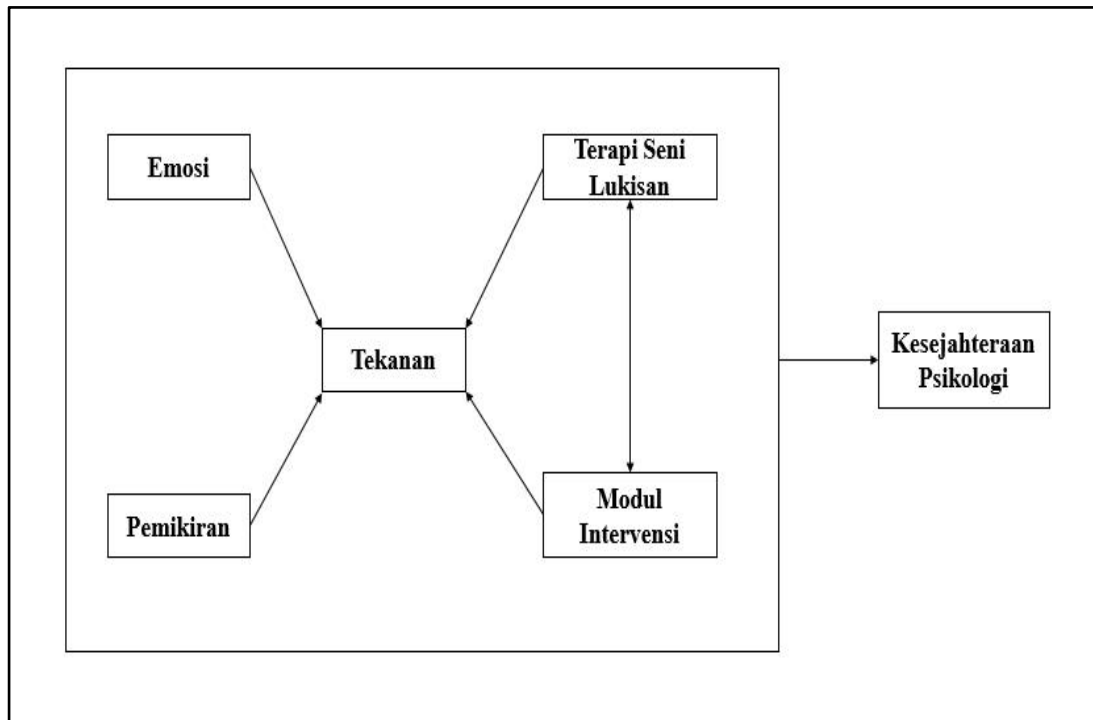 Emosi
Terapi Seni
Lukisan
Tekanan
Kesejahteraan
Psikologi
Pemikiran
Modul
Intervensi